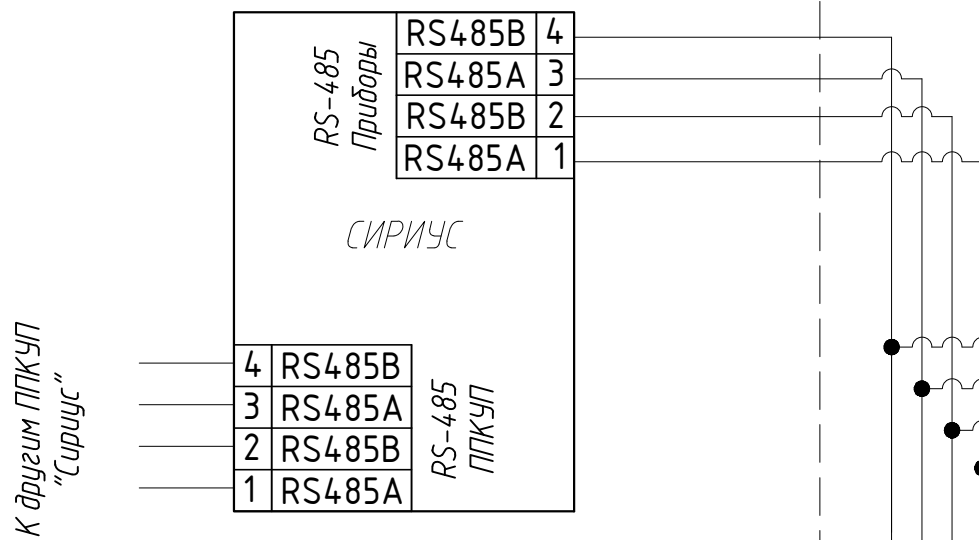 RS485B 4
RS485A 3
RS485B 2
RS485A 1
RS-485
Приборы
СИРИУС
4 RS485B
3 RS485A
2 RS485B
1 RS485A
RS-485
ППКУП
К другим ППКУП
"Сириус"